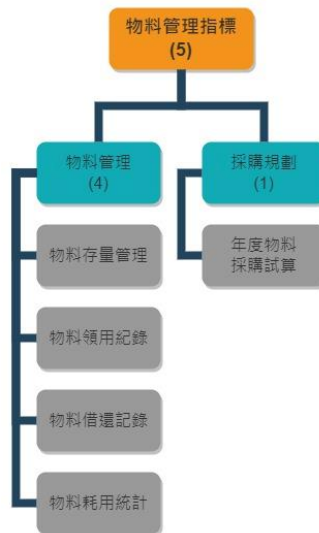 物料管理指標
(5)
物料管理
(4)
採購規劃
(1)
物料存量管理
年度物料
採購試算
物料領用紀錄
物料借還記錄
物料耗用統計